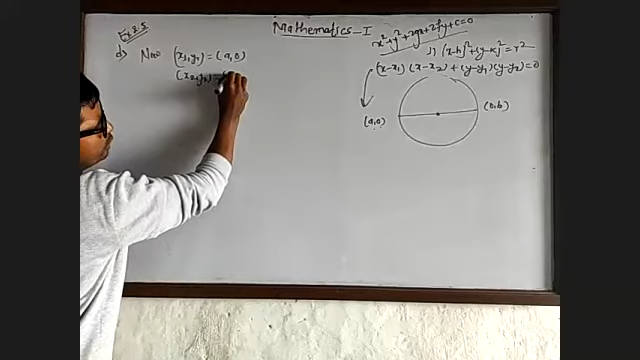 Mathematics-I
Ex 3.5
x²+y²+2gx+2fy+c=0
d) Now (x₁,y₁) = (a,0)
(x-h)²+(y-k)²=r²
(x₂,y₂) =
(x-x₁) (x-x₂) + (y-y₁)(y-y₂)=0
(a,0)
(0,b)